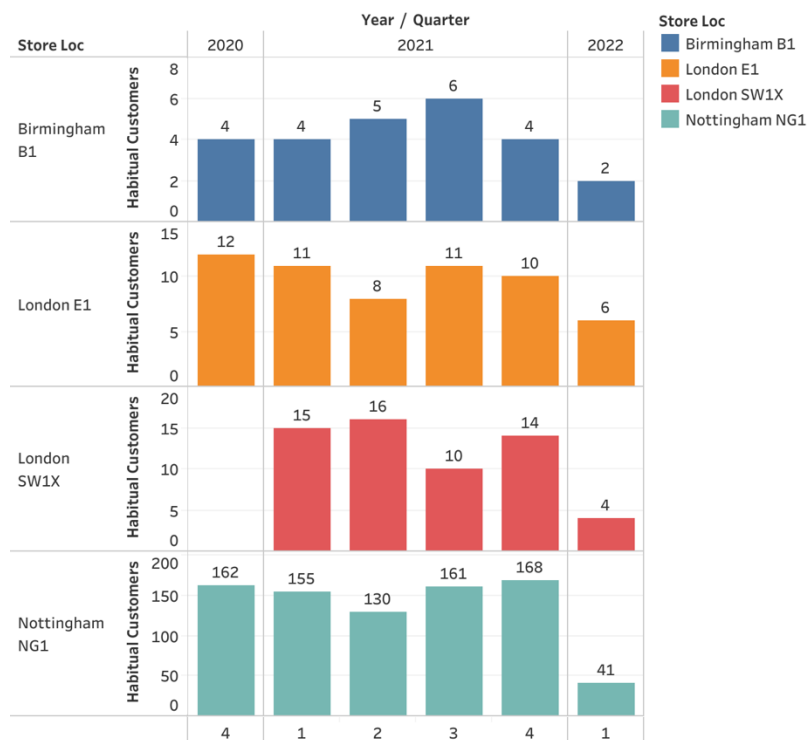 Year / Quarter
Store Loc 2020 2021 2022
Birmingham B1
Habitual Customers
8
6
4
2
0
4 4 5 6 4 2
London E1
Habitual Customers
15
10
5
0
12 11 8 11 10 6
London SW1X
Habitual Customers
20
15
10
5
0
15 16 10 14 4
Nottingham NG1
Habitual Customers
200
150
100
50
0
162 155 130 161 168 41
4 1 2 3 4 1
Store Loc
Birmingham B1
London E1
London SW1X
Nottingham NG1